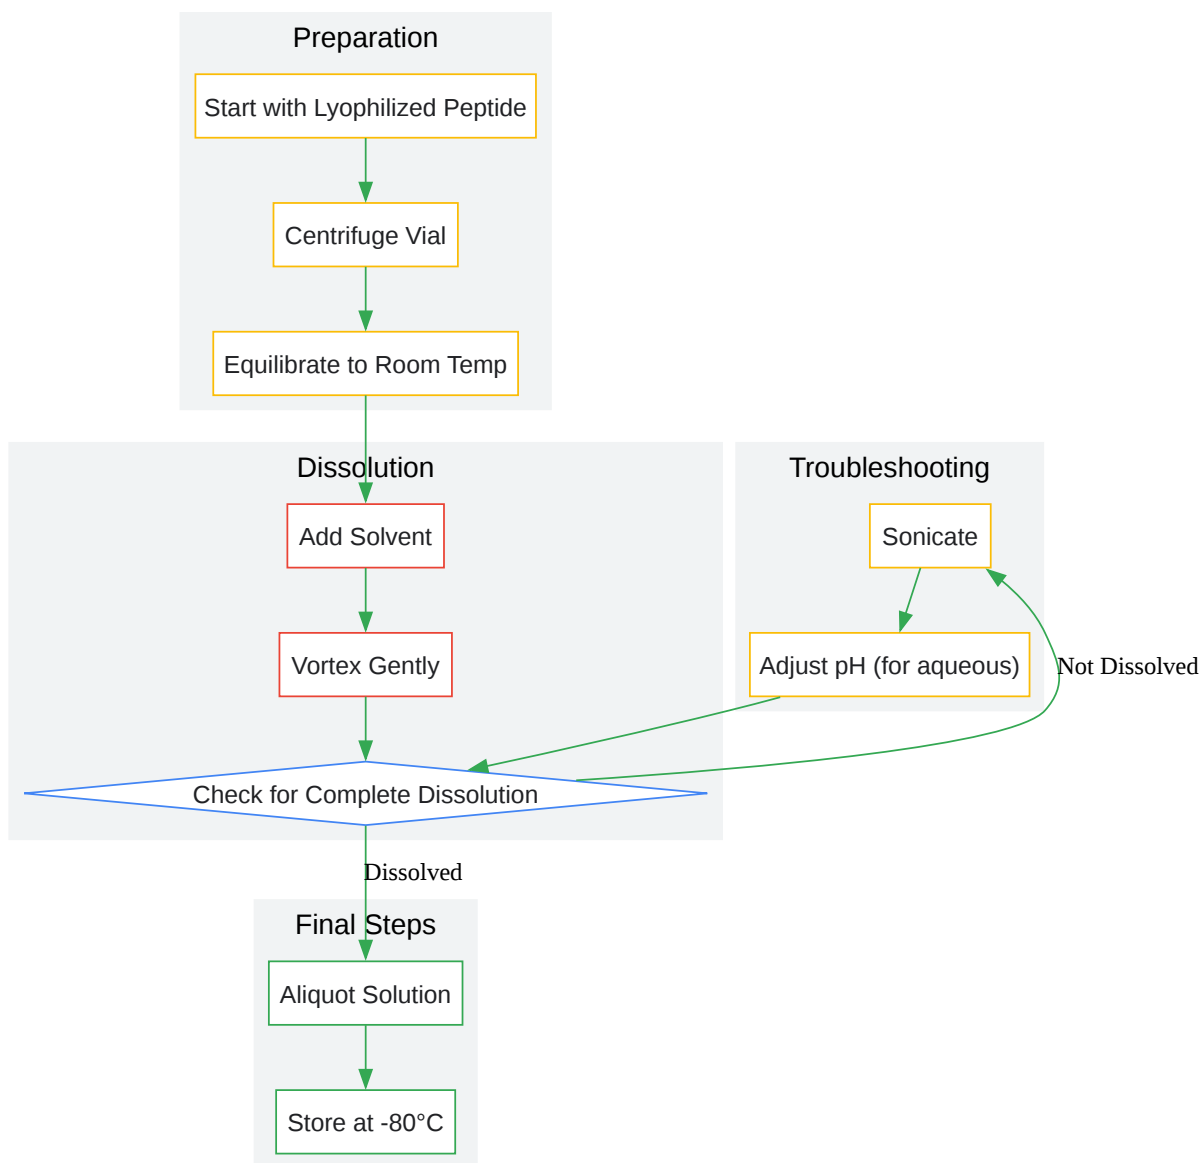 Preparation
Start with Lyophilized Peptide
Centrifuge Vial
Equilibrate to Room Temp
Dissolution
Add Solvent
Vortex Gently
Check for Complete Dissolution
Troubleshooting
Sonicate
Adjust pH (for aqueous)
Not Dissolved
Dissolved
Final Steps
Aliquot Solution
Store at -80°C